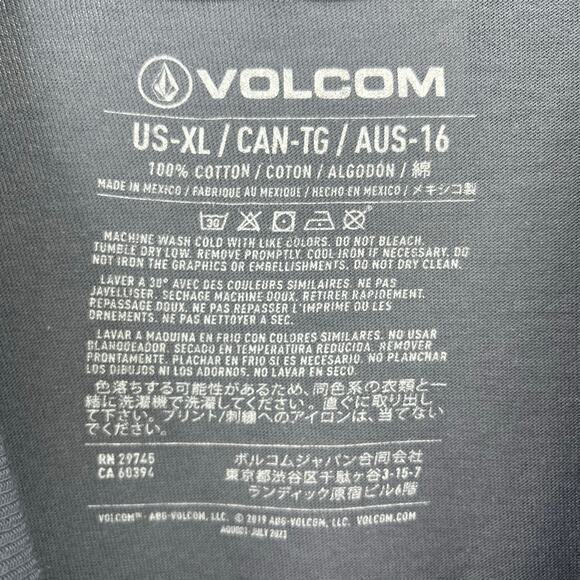 VOLCOM
US-XL / CAN-TG / AUS-16
100% COTTON / COTON / ALGODÓN / 綿
MADE IN MEXICO / FABRIQUE AU MEXIQUE / HECHO EN MEXICO / メキシコ製
30
MACHINE WASH COLD WITH LIKE COLORS. DO NOT BLEACH.
TUMBLE DRY LOW. REMOVE PROMPTLY. COOL IRON IF NECESSARY. DO
NOT IRON THE GRAPHICS OR EMBELLISHMENTS. DO NOT DRY CLEAN.
LAVER A 30° AVEC DES COULEURS SIMILAIRES. NE PAS
JAVELLISER. SECHAGE MACHINE DOUX. RETIRER RAPIDEMENT.
REPASSAGE DOUX. NE PAS REPASSER L'IMPRIME OU LES
ORNEMENTS. NE PAS NETTOYER A SEC.
LAVAR A MAQUINA EN FRIO CON COLORES SIMILARES. NO USAR
BLANQUEADOR. SECADO EN TEMPERATURA REDUCIDA. REMOVER
PRONTAMENTE. PLACHAR EN FRIO SI ES NECESARIO. NO PLANCHAR
LOS DIBUJOS NI LOS ADORNOS. NO LAVAR EN SECO.
色落ちする可能性があるため、同色系の衣類と一
緒に洗濯機で洗濯してください。直ぐに取り出し
て下さい。プリント/刺繍へのアイロンは、当てない
でください。
RN 29745
CA 60394
ボルコムジャパン合同会社
東京都渋谷区千駄ヶ谷3-15-7
ランディック原宿ビル6階
VOLCOM™ - ABG-VOLCOM, LLC. © 2019 ABG-VOLCOM, LLC. VOLCOM.COM
JULY 2021